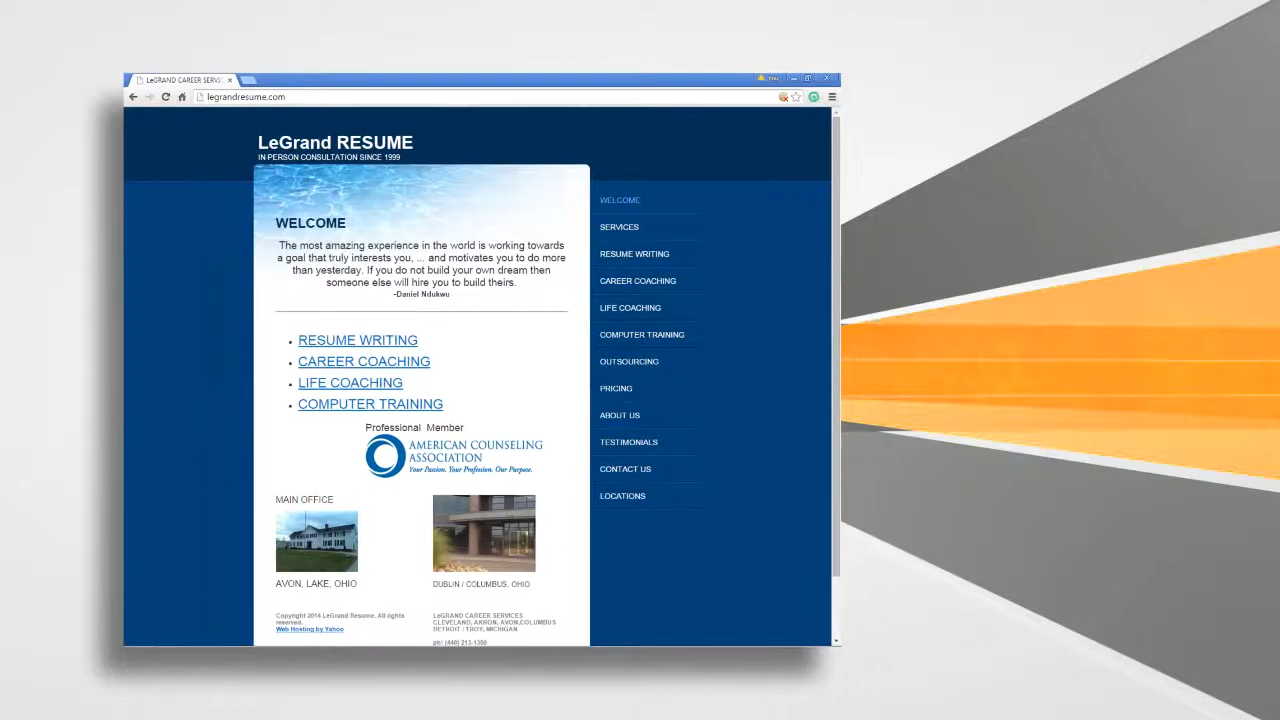 LeGRAND CAREER SERVI
You
legrandresume.com
LeGrand RESUME
IN PERSON CONSULTATION SINCE 1999
WELCOME
The most amazing experience in the world is working towards
a goal that truly interests you, ... and motivates you to do more
than yesterday. If you do not build your own dream then
someone else will hire you to build theirs.
-Daniel Ndukwu
RESUME WRITING
CAREER COACHING
LIFE COACHING
COMPUTER TRAINING
Professional Member
AMERICAN COUNSELING
ASSOCIATION
Your Passion. Your Profession. Our Purpose.
MAIN OFFICE
AVON, LAKE, OHIO
DUBLIN / COLUMBUS, OHIO
Copyright 2014 LeGrand Resume. All rights
reserved.
Web Hosting by Yahoo
LeGRAND CAREER SERVICES
CLEVELAND, AKRON, AVON,COLUMBUS
DETROIT / TROY, MICHIGAN
ph: (440) 213-1350
WELCOME
SERVICES
RESUME WRITING
CAREER COACHING
LIFE COACHING
COMPUTER TRAINING
OUTSOURCING
PRICING
ABOUT US
TESTIMONIALS
CONTACT US
LOCATIONS